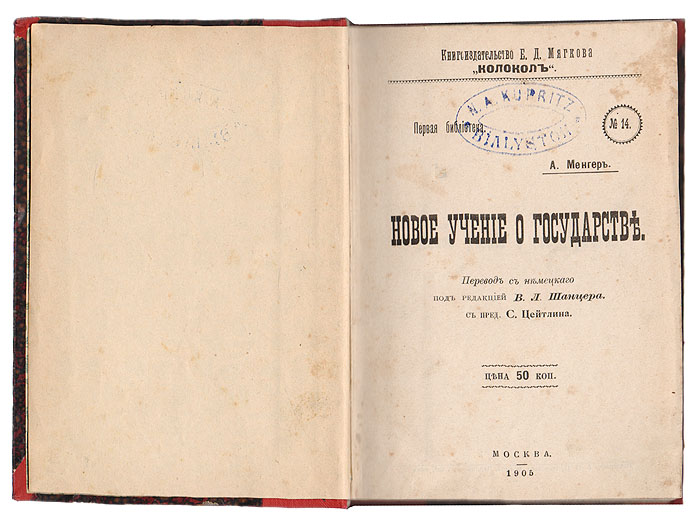 Книгоиздательство Е. Д. Мягкова
„КОЛОКОЛЪ“.
N. A. KUPRITZ
BIALYSTOK
Первая библіотека.
№ 14.
А. Менгеръ.
НОВОЕ УЧЕНІЕ О ГОСУДАРСТВѢ.
Переводъ съ нѣмецкаго
ПОДЪ РЕДАКЦІЕЙ В. Л. Шанцера.
СЪ ПРЕД. С. Цейтлина.
ЦѢНА 50 КОП.
МОСКВА.
1905